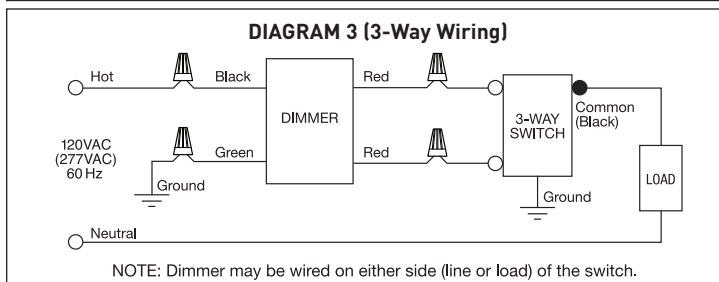 DIAGRAM 3 (3-Way Wiring)
Hot
Black
Red
DIMMER
3-WAY
SWITCH
Common
(Black)
120VAC
(277VAC)
60 Hz
Green
Red
Ground
Ground
LOAD
Neutral
NOTE: Dimmer may be wired on either side (line or load) of the switch.